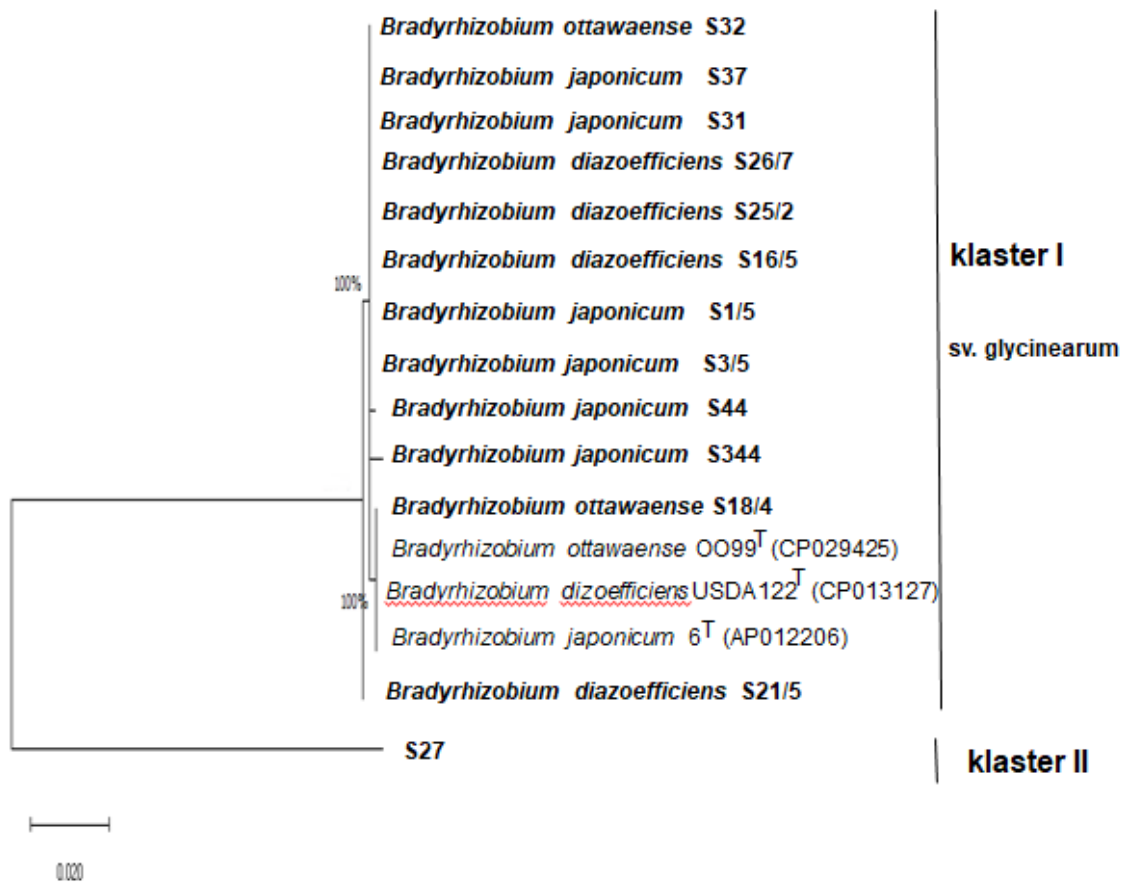 Bradyrhizobium ottawaense S32
Bradyrhizobium japonicum S37
Bradyrhizobium japonicum S31
Bradyrhizobium diazoefficiens S26/7
Bradyrhizobium diazoefficiens S25/2
Bradyrhizobium diazoefficiens S16/5
klaster I
100%
Bradyrhizobium japonicum S1/5
sv. glycinearum
Bradyrhizobium japonicum S3/5
Bradyrhizobium japonicum S44
Bradyrhizobium japonicum S344
Bradyrhizobium ottawaense S18/4
Bradyrhizobium ottawaense OO99T (CP029425)
Bradyrhizobium dizoefficiens USDA122T (CP013127)
100%
Bradyrhizobium japonicum 6T (AP012206)
Bradyrhizobium diazoefficiens S21/5
S27
klaster II
0.020